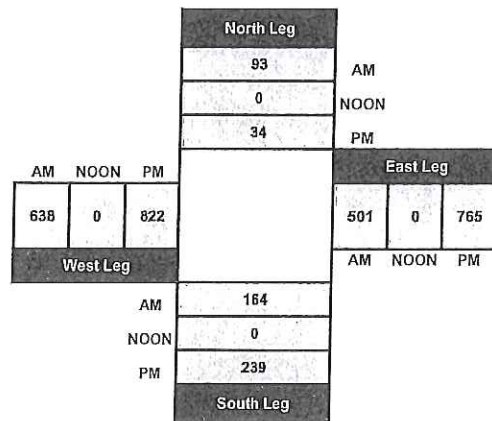 North Leg
93 AM
0 NOON
34 PM
AM NOON PM
East Leg
638 0 822
501 0 765
West Leg
AM NOON PM
AM 164
NOON 0
PM 239
South Leg